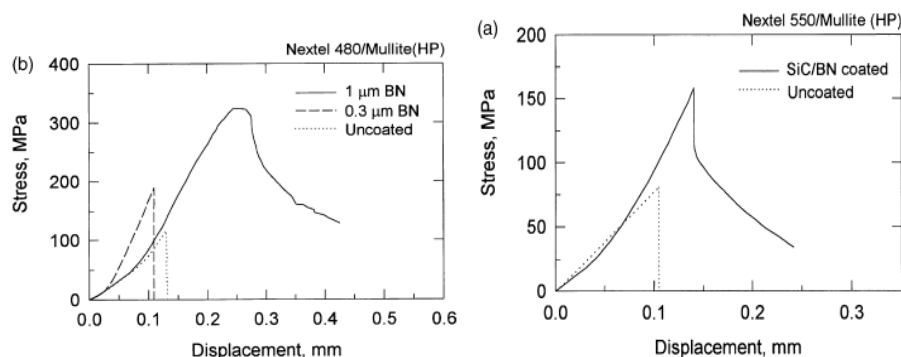 Nextel 480/Mullite(HP)
(b)
400
300
200
100
0
Stress, MPa
1 μm BN
0.3 μm BN
Uncoated
0.0 0.1 0.2 0.3 0.4 0.5 0.6
Displacement, mm
(a)
Nextel 550/Mullite (HP)
200
150
100
50
0
Stress, MPa
SiC/BN coated
Uncoated
0.0 0.1 0.2 0.3
Displacement, mm